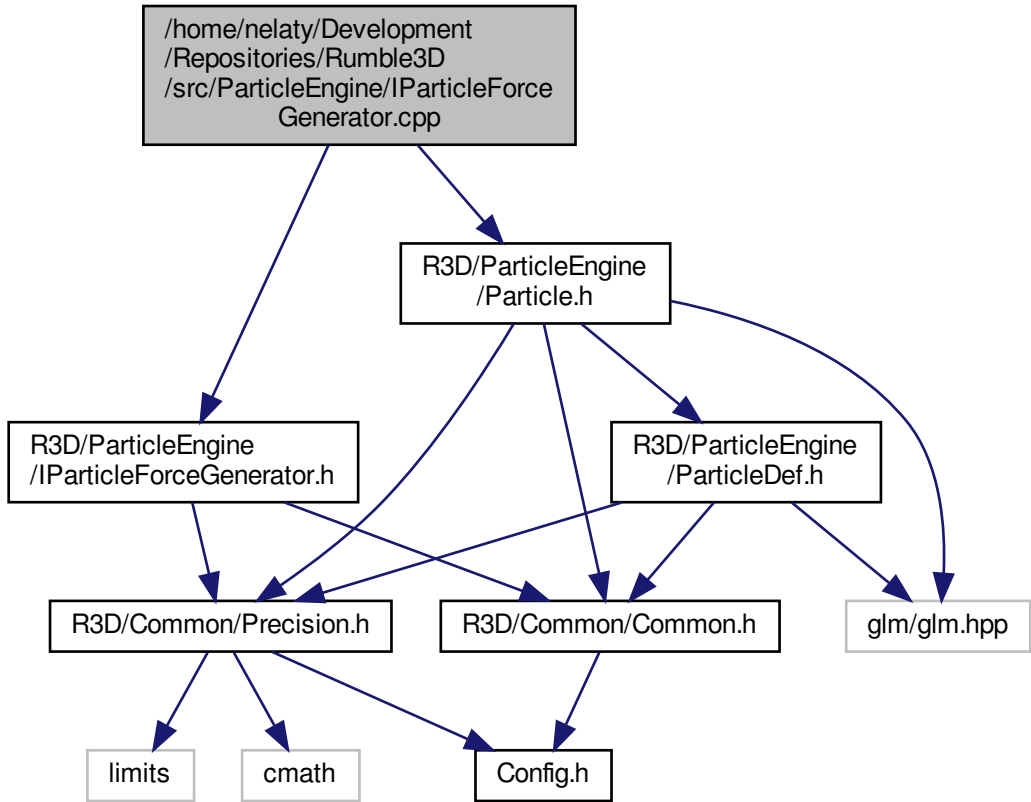 /home/nelaty/Development
/Repositories/Rumble3D
/src/ParticleEngine/IParticleForce
Generator.cpp
R3D/ParticleEngine
/Particle.h
R3D/ParticleEngine
/IParticleForceGenerator.h
R3D/ParticleEngine
/ParticleDef.h
R3D/Common/Precision.h
R3D/Common/Common.h
glm/glm.hpp
limits
cmath
Config.h